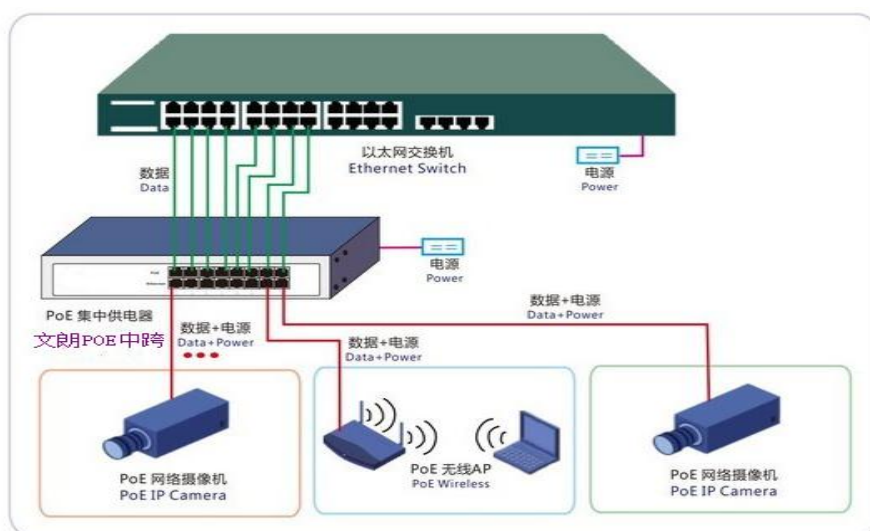 以太网交换机
Ethernet Switch
电源
Power
数据
Data
电源
Power
PoE
Ethernet
PoE 集中供电器
文朗POE中跨
数据+电源
Data+Power
数据+电源
Data+Power
数据+电源
Data+Power
PoE 网络摄像机
PoE IP Camera
PoE 无线AP
PoE Wireless
PoE 网络摄像机
PoE IP Camera